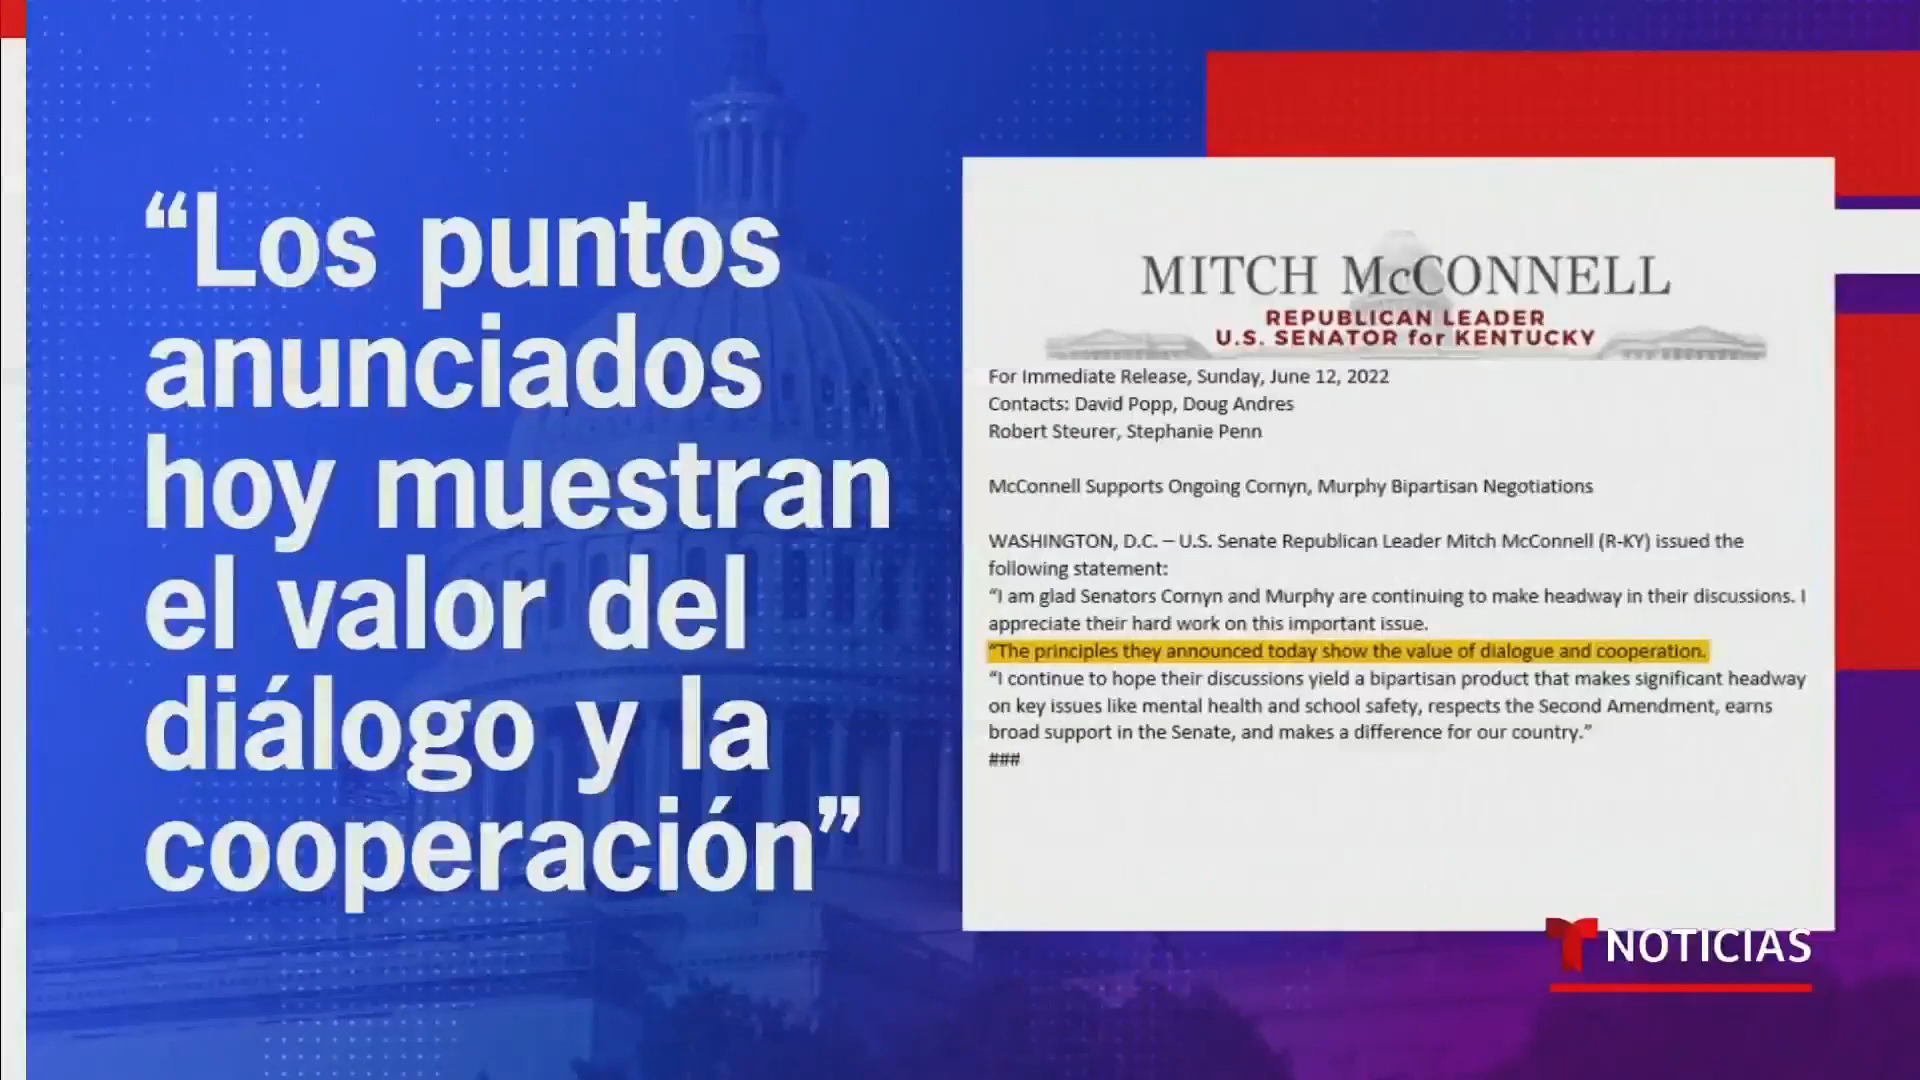 “Los puntos
anunciados
hoy muestran
el valor del
diálogo y la
cooperación”
MITCH McCONNELL
REPUBLICAN LEADER
U.S. SENATOR for KENTUCKY
For Immediate Release, Sunday, June 12, 2022
Contacts: David Popp, Doug Andres
Robert Steurer, Stephanie Penn
McConnell Supports Ongoing Cornyn, Murphy Bipartisan Negotiations
WASHINGTON, D.C. – U.S. Senate Republican Leader Mitch McConnell (R-KY) issued the
following statement:
“I am glad Senators Cornyn and Murphy are continuing to make headway in their discussions. I
appreciate their hard work on this important issue.
“The principles they announced today show the value of dialogue and cooperation.
“I continue to hope their discussions yield a bipartisan product that makes significant headway
on key issues like mental health and school safety, respects the Second Amendment, earns
broad support in the Senate, and makes a difference for our country.”
###
NOTICIAS